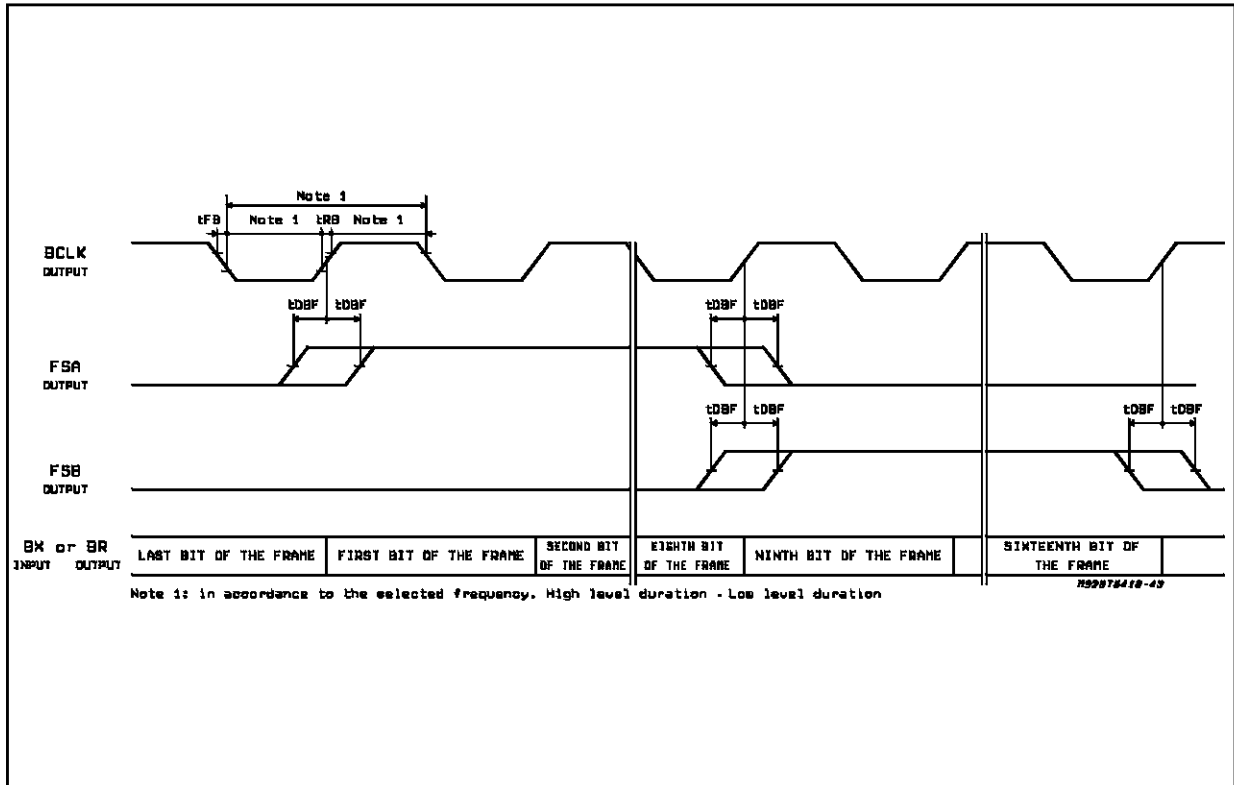 Note 1
tFB Note 1 tRB Note 1
BCLK
OUTPUT
tDBF tDBF tDBF tDBF
FSA
OUTPUT
tDBF tDBF tDBF tDBF
FSB
OUTPUT
BX or BR
INPUT OUTPUT
LAST BIT OF THE FRAME
FIRST BIT OF THE FRAME
SECOND BIT
OF THE FRAME
EIGHTH BIT
OF THE FRAME
NINTH BIT OF THE FRAME
SIXTEENTH BIT OF
THE FRAME
Note 1: in accordance to the selected frequency. High level duration - Low level duration